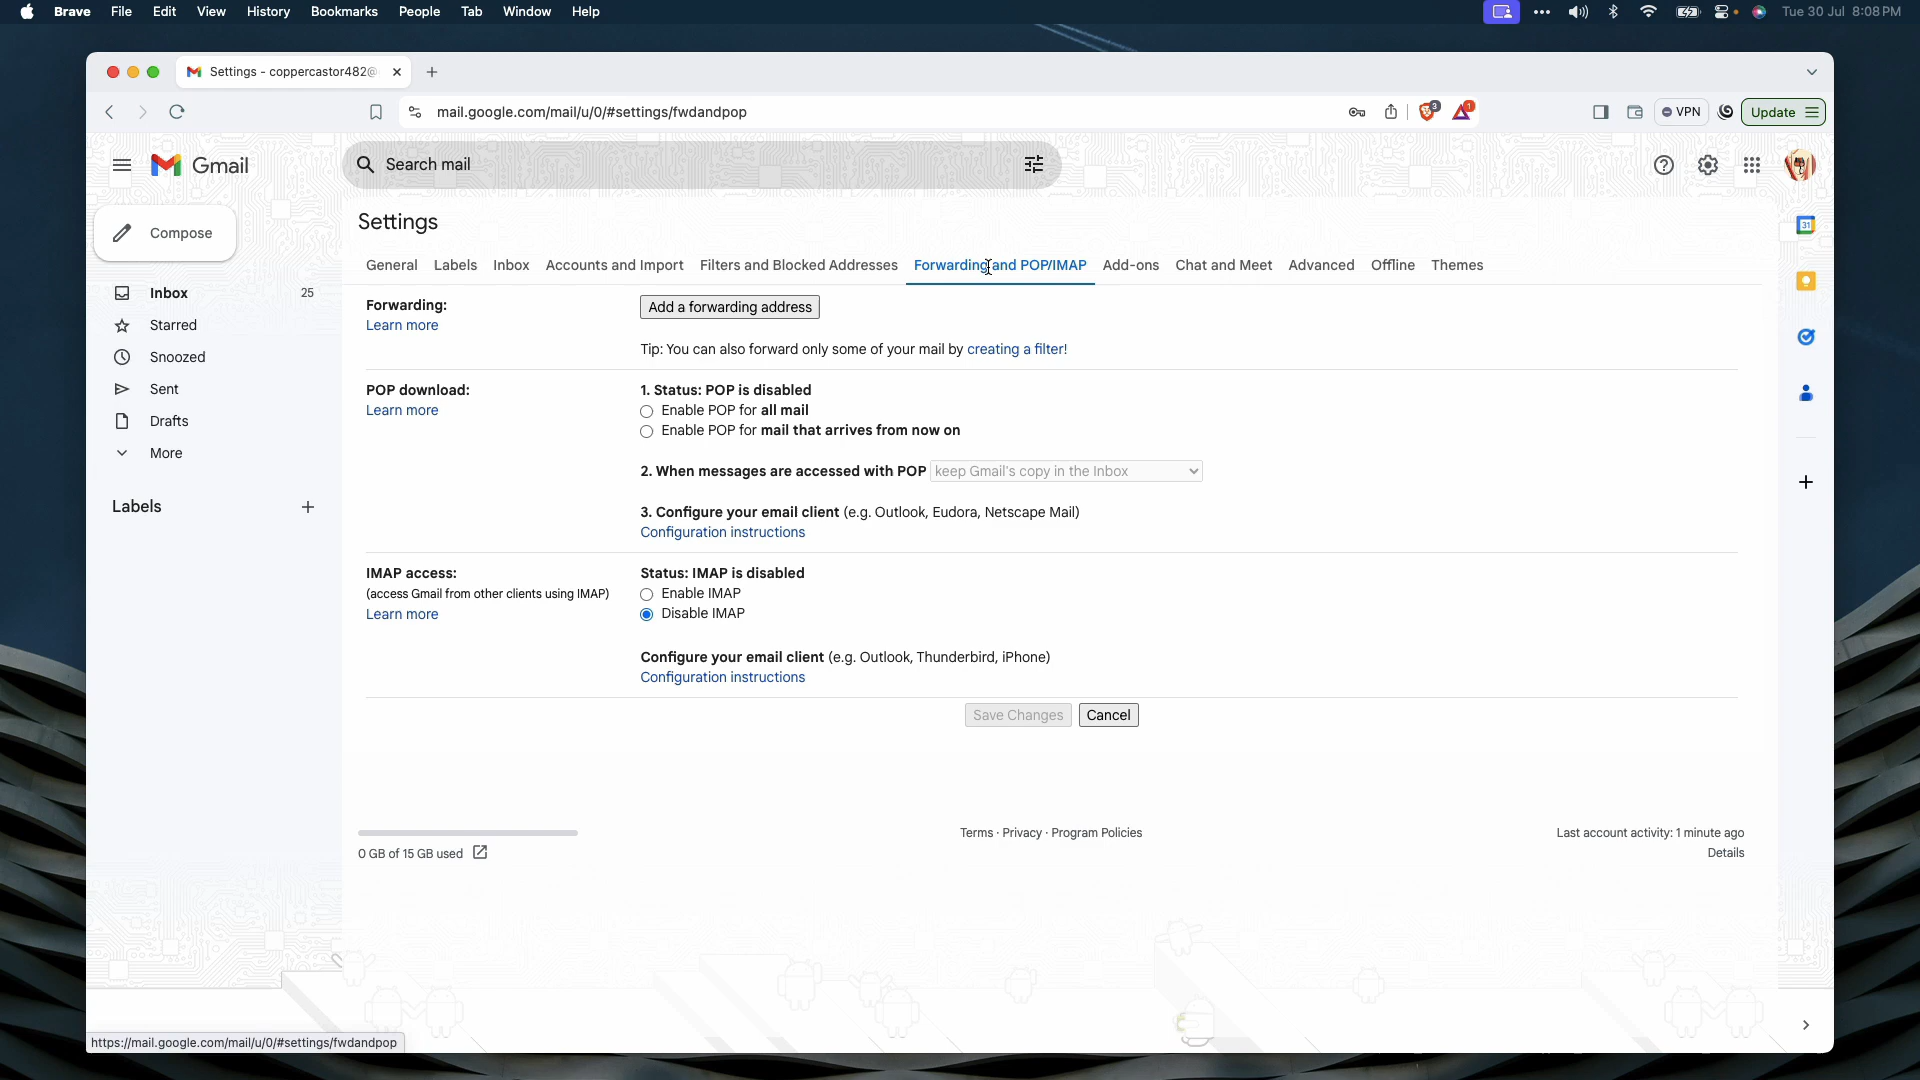 Brave File Edit View History Bookmarks People Tab Window Help
Tue 30 Jul 8:08 PM
Settings - coppercastor482@
mail.google.com/mail/u/0/#settings/fwdandpop
3
1
VPN
Update
Gmail
Search mail
Compose
Inbox 25
Starred
Snoozed
Sent
Drafts
More
Labels
Settings
General Labels Inbox Accounts and Import Filters and Blocked Addresses Forwarding and POP/IMAP Add-ons Chat and Meet Advanced Offline Themes
Forwarding:
Learn more
Add a forwarding address
Tip: You can also forward only some of your mail by creating a filter!
POP download:
Learn more
1. Status: POP is disabled
Enable POP for all mail
Enable POP for mail that arrives from now on
2. When messages are accessed with POP keep Gmail's copy in the Inbox
3. Configure your email client (e.g. Outlook, Eudora, Netscape Mail)
Configuration instructions
IMAP access:
(access Gmail from other clients using IMAP)
Learn more
Status: IMAP is disabled
Enable IMAP
Disable IMAP
Configure your email client (e.g. Outlook, Thunderbird, iPhone)
Configuration instructions
Save Changes Cancel
0 GB of 15 GB used
Terms · Privacy · Program Policies
Last account activity: 1 minute ago
Details
31
https://mail.google.com/mail/u/0/#settings/fwdandpop